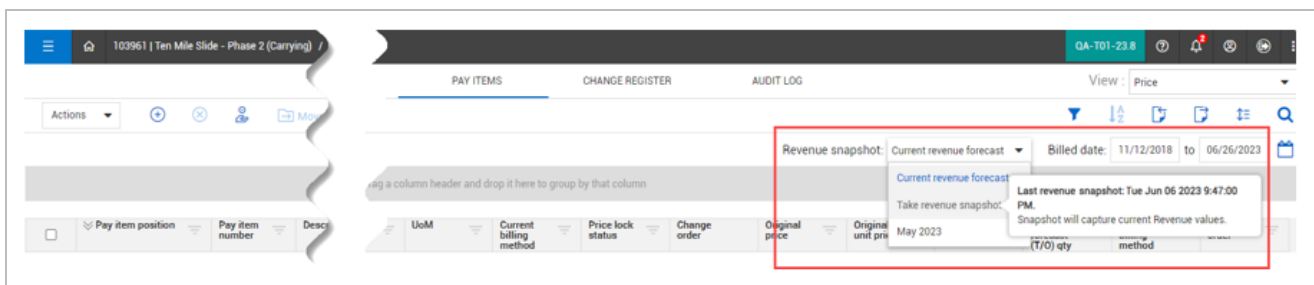 103961 | Ten Mile Slide - Phase 2 (Carrying) /
QA-T01-23.8
2
PAY ITEMS CHANGE REGISTER AUDIT LOG View : Price
Actions
Revenue snapshot: Current revenue forecast Billed date: 11/12/2018 to 06/26/2023
Current revenue forecast
Take revenue snapshot
May 2023
Last revenue snapshot: Tue Jun 06 2023 9:47:00
PM.
Snapshot will capture current Revenue values.
a column header and drop it here to group by that column
Pay item position
Pay item
number
UoM
Current
billing
method
Price lock
status
Change
order
Original
price
Original
unit
(T/O) qty
method